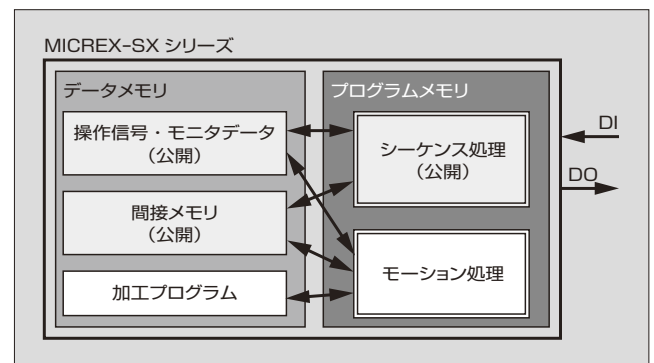 MICREX-SX シリーズ
データメモリ
操作信号・モニタデータ
（公開）
間接メモリ
（公開）
加工プログラム
プログラムメモリ
シーケンス処理
（公開）
モーション処理
DI
DO